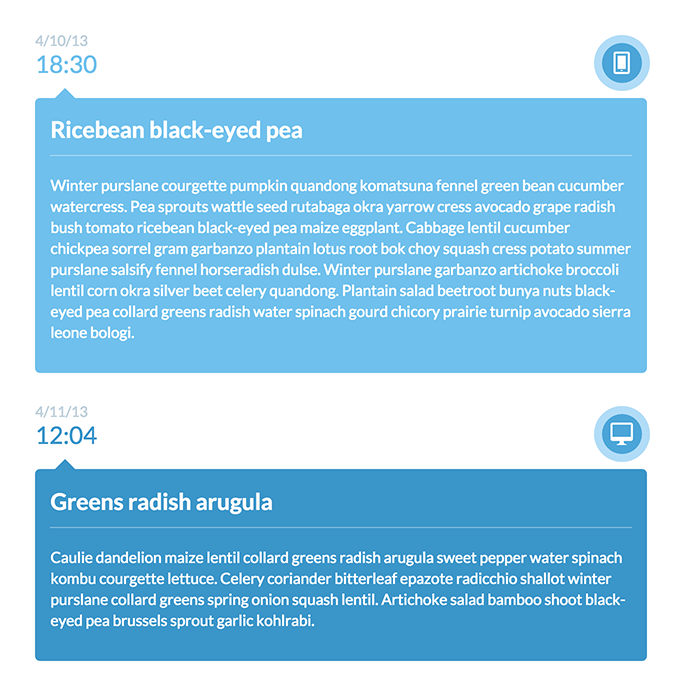 4/10/13
18:30
Ricebean black-eyed pea
Winter purslane courgette pumpkin quandong komatsuna fennel green bean cucumber
watercress. Pea sprouts wattle seed rutabaga okra yarrow cress avocado grape radish
bush tomato ricebean black-eyed pea maize eggplant. Cabbage lentil cucumber
chickpea sorrel gram garbanzo plantain lotus root bok choy squash cress potato summer
purslane salsify fennel horseradish dulse. Winter purslane garbanzo artichoke broccoli
lentil corn okra silver beet celery quandong. Plantain salad beetroot bunya nuts black-
eyed pea collard greens radish water spinach gourd chicory prairie turnip avocado sierra
leone bologi.
4/11/13
12:04
Greens radish arugula
Caulie dandelion maize lentil collard greens radish arugula sweet pepper water spinach
kombu courgette lettuce. Celery coriander bitterleaf epazote radicchio shallot winter
purslane collard greens spring onion squash lentil. Artichoke salad bamboo shoot black-
eyed pea brussels sprout garlic kohlrabi.